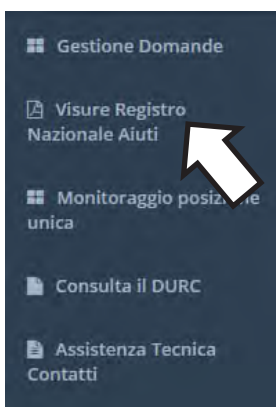 Gestione Domande
Visure Registro
Nazionale Aiuti
Monitoraggio
unica
Consulta il DURC
Assistenza Tecnica
Contatti